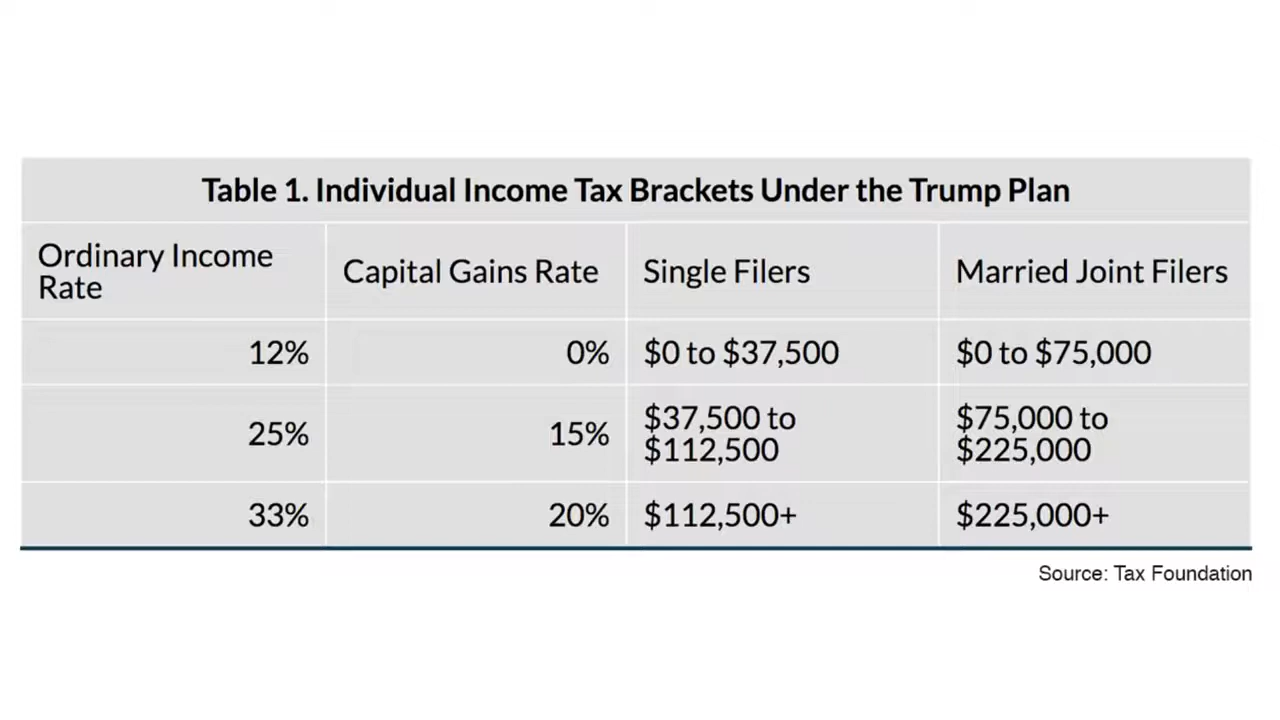 Table 1. Individual Income Tax Brackets Under the Trump Plan
Ordinary Income
Rate
Capital Gains Rate
Single Filers
Married Joint Filers
12%
0%
$0 to $37,500
$0 to $75,000
25%
15%
$37,500 to
$112,500
$75,000 to
$225,000
33%
20%
$112,500+
$225,000+
Source: Tax Foundation